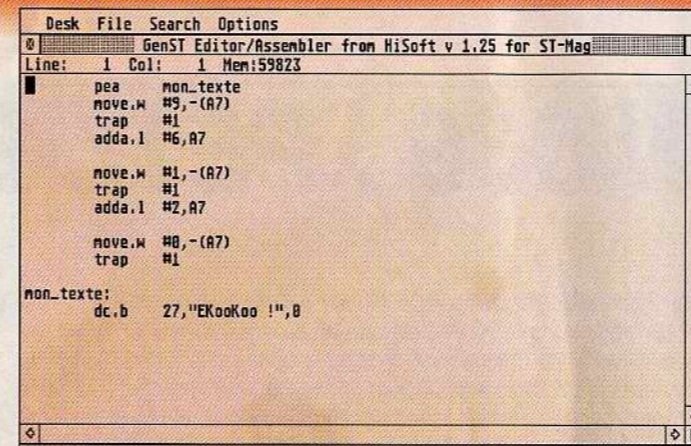 Desk File Search Options
GenST Editor/Assembler from HiSoft v 1.25 for ST-Mag
Line: 1 Col: 1 Mem:59823
pea mon_texte
move.w #9,-(A7)
trap #1
adda.l #6,A7
move.w #1,-(A7)
trap #1
adda.l #2,A7
move.w #0,-(A7)
trap #1
mon_texte:
dc.b 27,"EKooKoo !",0